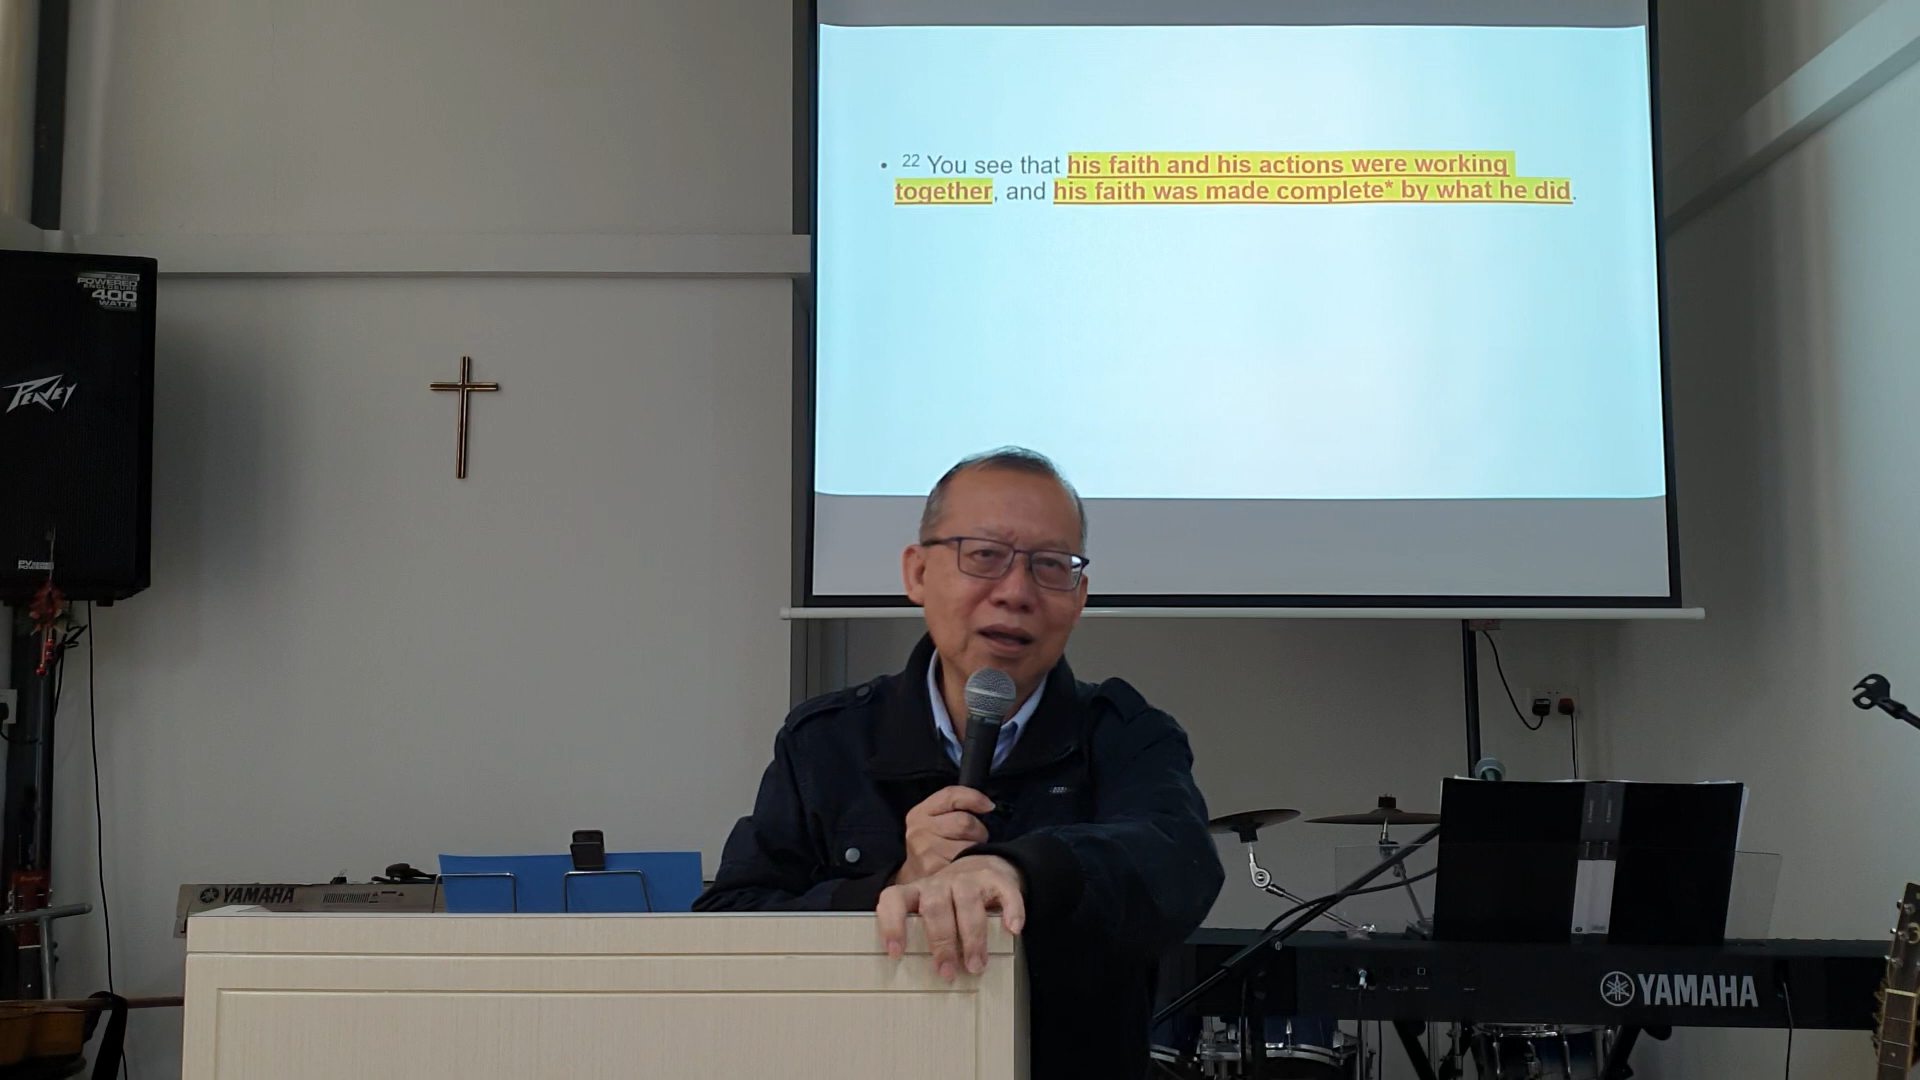 • 22 You see that his faith and his actions were working
together, and his faith was made complete* by what he did.
POWERED
ENCLOSURE
400
WATTS
PEAVEY
YAMAHA
YAMAHA